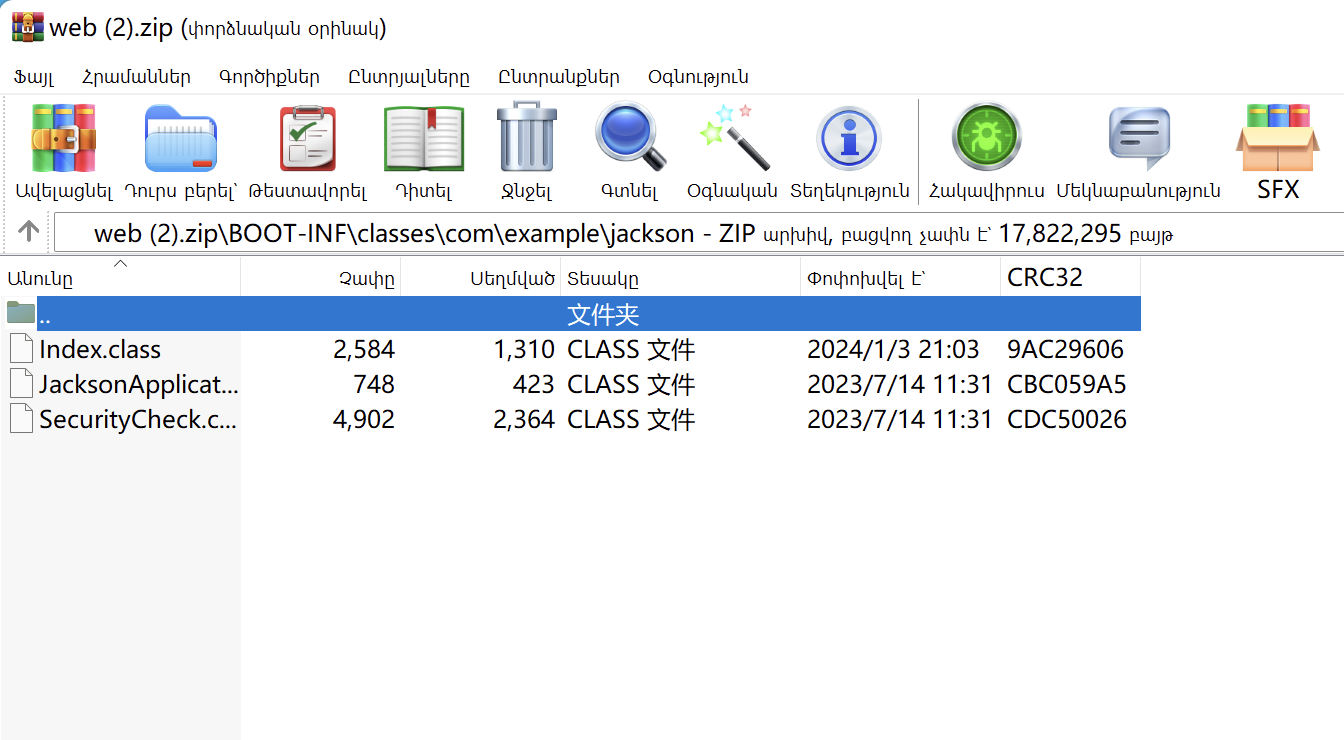 web (2).zip (փորձնական օրինակ)
Ֆայլ Հրամաններ Գործիքներ Ընտրյալները Ընտրանքներ Օգնություն
Ավելացնել Դուրս բերել՝ Թեստավորել Դիտել Ջնջել Գտնել Օգնական Տեղեկություն Հակավիրուս Մեկնաբանություն SFX
web (2).zip\BOOT-INF\classes\com\example\jackson - ZIP արխիվ, բացվող չափն է՝ 17,822,295 բայթ
Անունը Չափը Սեղմված Տեսակը Փոփոխվել է՝ CRC32
.. 文件夹
Index.class 2,584 1,310 CLASS 文件 2024/1/3 21:03 9AC29606
JacksonApplicat... 748 423 CLASS 文件 2023/7/14 11:31 CBC059A5
SecurityCheck.c... 4,902 2,364 CLASS 文件 2023/7/14 11:31 CDC50026